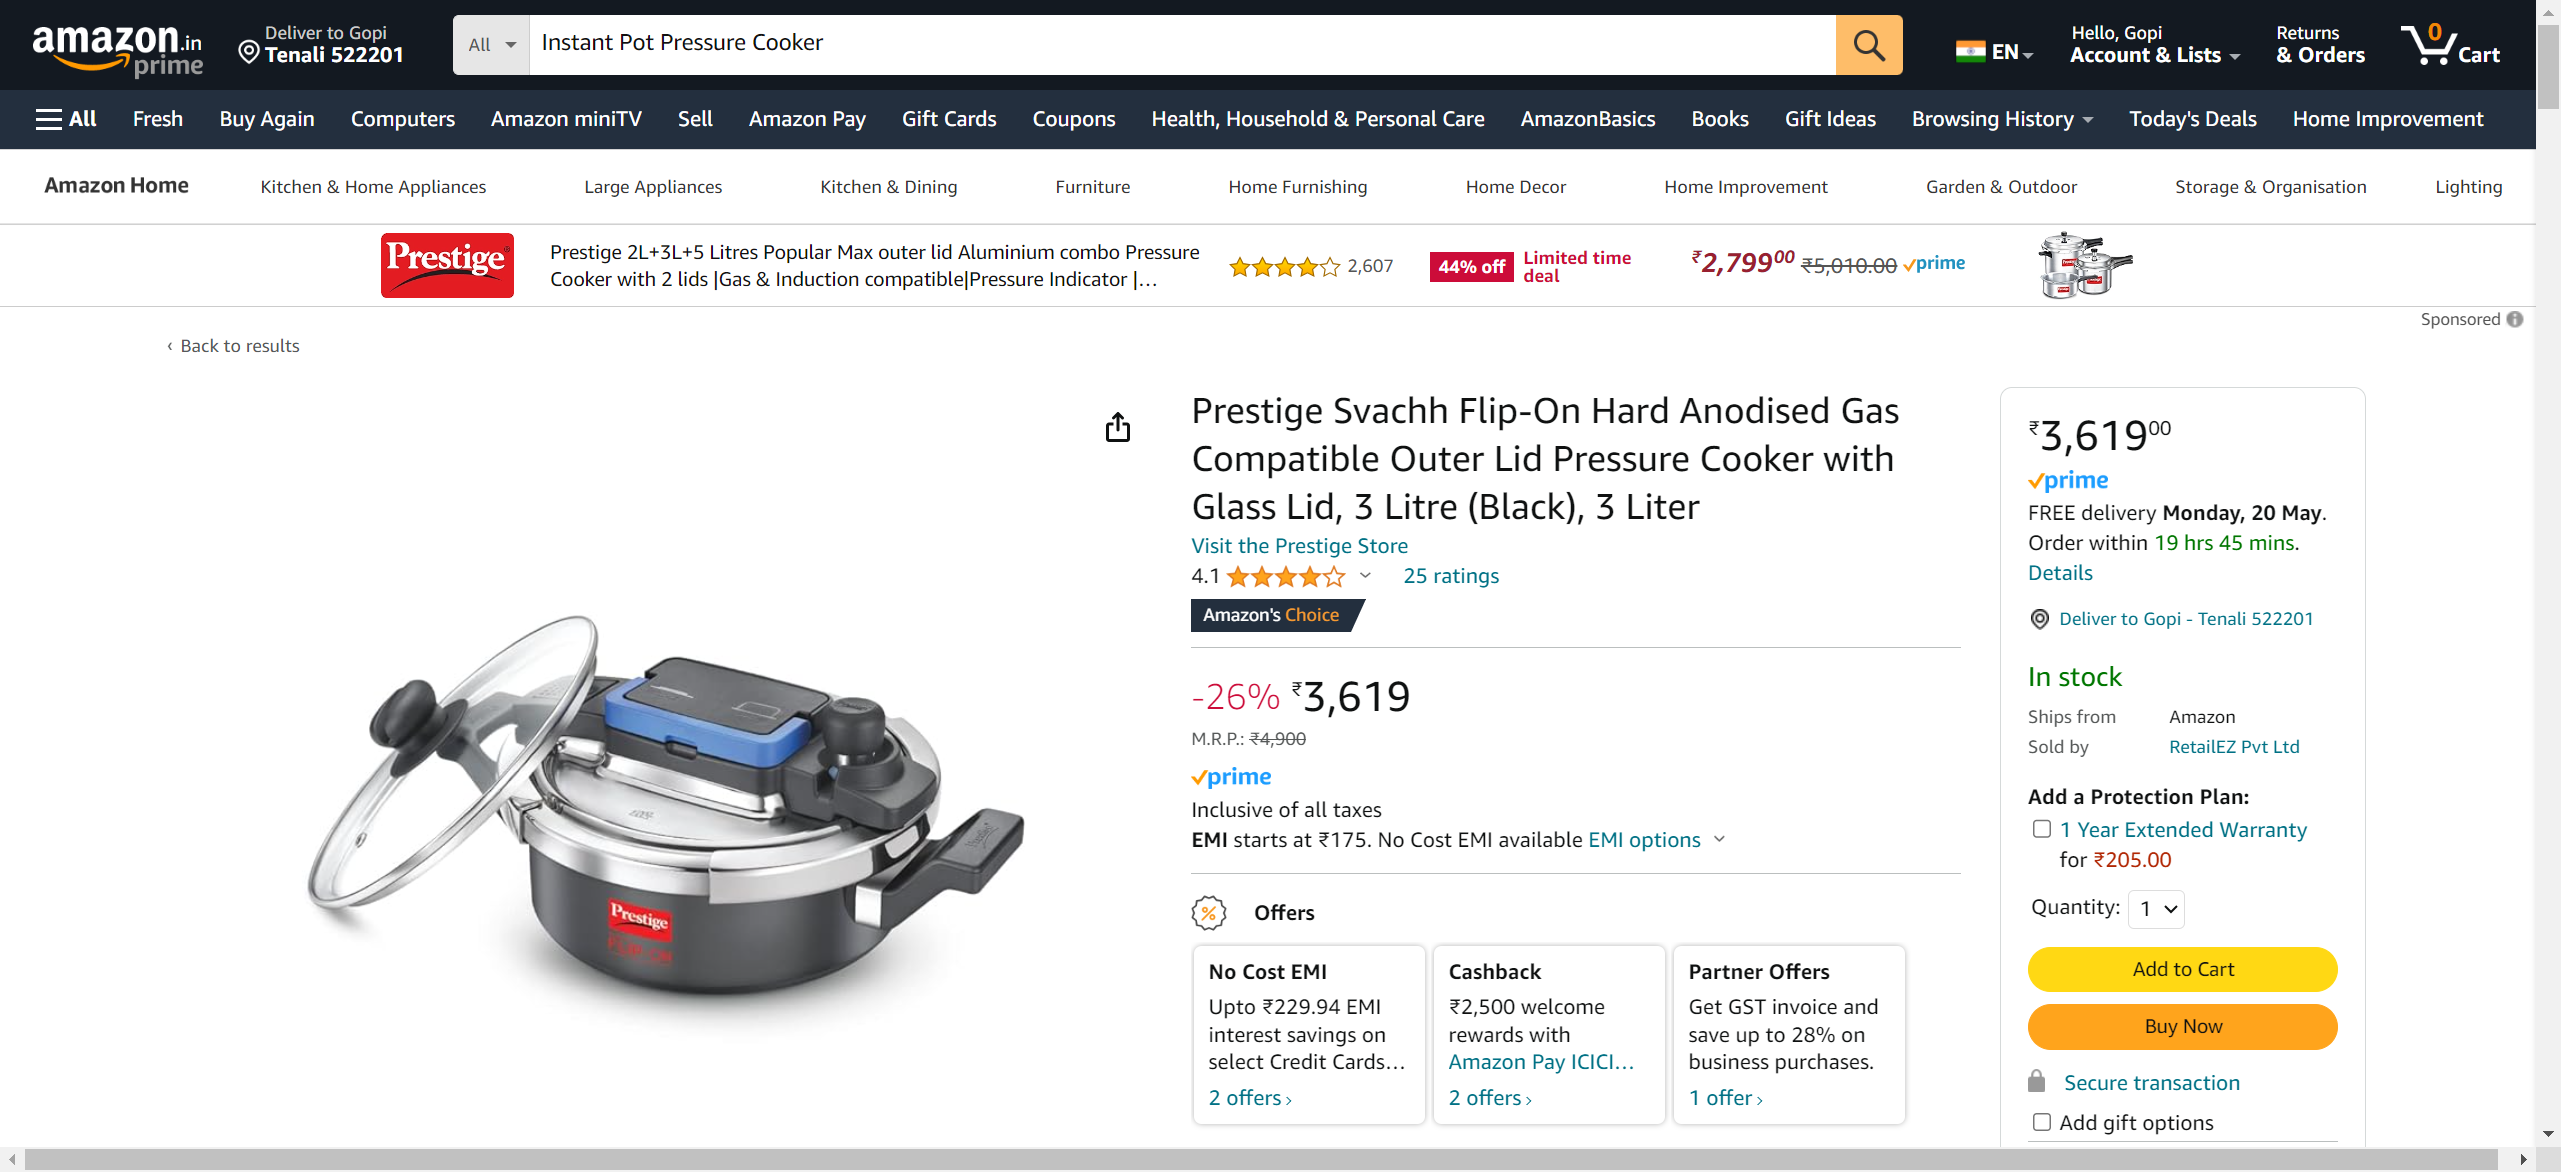 amazon.in
prime
Deliver to Gopi
Tenali 522201
All
Instant Pot Pressure Cooker
EN
Hello, Gopi
Account & Lists
Returns
& Orders
0
Cart
All
Fresh
Buy Again
Computers
Amazon miniTV
Sell
Amazon Pay
Gift Cards
Coupons
Health, Household & Personal Care
AmazonBasics
Books
Gift Ideas
Browsing History
Today's Deals
Home Improvement
Amazon Home
Kitchen & Home Appliances
Large Appliances
Kitchen & Dining
Furniture
Home Furnishing
Home Decor
Home Improvement
Garden & Outdoor
Storage & Organisation
Lighting
Prestige
Prestige 2L+3L+5 Litres Popular Max outer lid Aluminium combo Pressure
Cooker with 2 lids |Gas & Induction compatible|Pressure Indicator |...
2,607
44% off
Limited time
deal
₹2,79900 ₹5,010.00 prime
Sponsored
‹ Back to results
Prestige Svachh Flip-On Hard Anodised Gas
Compatible Outer Lid Pressure Cooker with
Glass Lid, 3 Litre (Black), 3 Liter
Visit the Prestige Store
4.1
25 ratings
Amazon's Choice
-26% ₹3,619
M.R.P.: ₹4,900
prime
Inclusive of all taxes
EMI starts at ₹175. No Cost EMI available EMI options
Offers
No Cost EMI
Upto ₹229.94 EMI
interest savings on
select Credit Cards...
2 offers ›
Cashback
₹2,500 welcome
rewards with
Amazon Pay ICICI...
2 offers ›
Partner Offers
Get GST invoice and
save up to 28% on
business purchases.
1 offer ›
Prestige
₹3,61900
prime
FREE delivery Monday, 20 May.
Order within 19 hrs 45 mins.
Details
Deliver to Gopi - Tenali 522201
In stock
Ships from Amazon
Sold by RetailEZ Pvt Ltd
Add a Protection Plan:
1 Year Extended Warranty
for ₹205.00
Quantity: 1
Add to Cart
Buy Now
Secure transaction
Add gift options